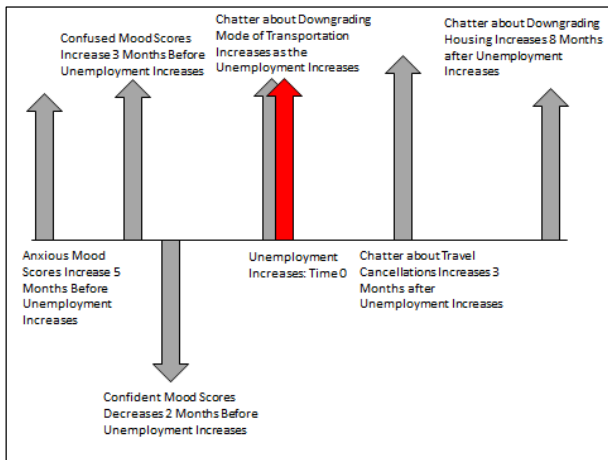 Confused Mood Scores
Increase 3 Months Before
Unemployment Increases
Chatter about Downgrading
Mode of Transportation
Increases as the
Unemployment Increases
Chatter about Downgrading
Housing Increases 8 Months
after Unemployment
Increases
Anxious Mood
Scores Increase 5
Months Before
Unemployment
Increases
Unemployment
Increases: Time 0
Chatter about Travel
Cancellations Increases 3
Months after
Unemployment Increases
Confident Mood Scores
Decreases 2 Months Before
Unemployment Increases